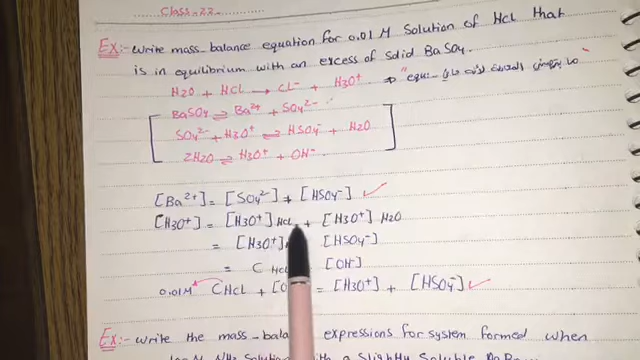 Class-22
Ex:- Write mass-balance equation for 0.01 M Solution of HCl that
is in equilibrium with an excess of solid BaSO4.
H2O + HCl → Cl⁻ + H3O⁺
BaSO4 ⇌ Ba²⁺ + SO4²⁻
SO4²⁻ + H3O⁺ ⇌ HSO4⁻ + H2O
2H2O ⇌ H3O⁺ + OH⁻
[Ba²⁺] = [SO4²⁻] + [HSO4⁻] ✓
[H3O⁺] = [H3O⁺] HCl + [H3O⁺] H2O
= [H3O⁺] [HSO4⁻]
= C HCl [OH⁻]
0.01M CHCl + = [H3O⁺] + [HSO4⁻] ✓
Ex:- Write the mass-balance expressions for system formed when
NH3 Solution with a Slightly Soluble